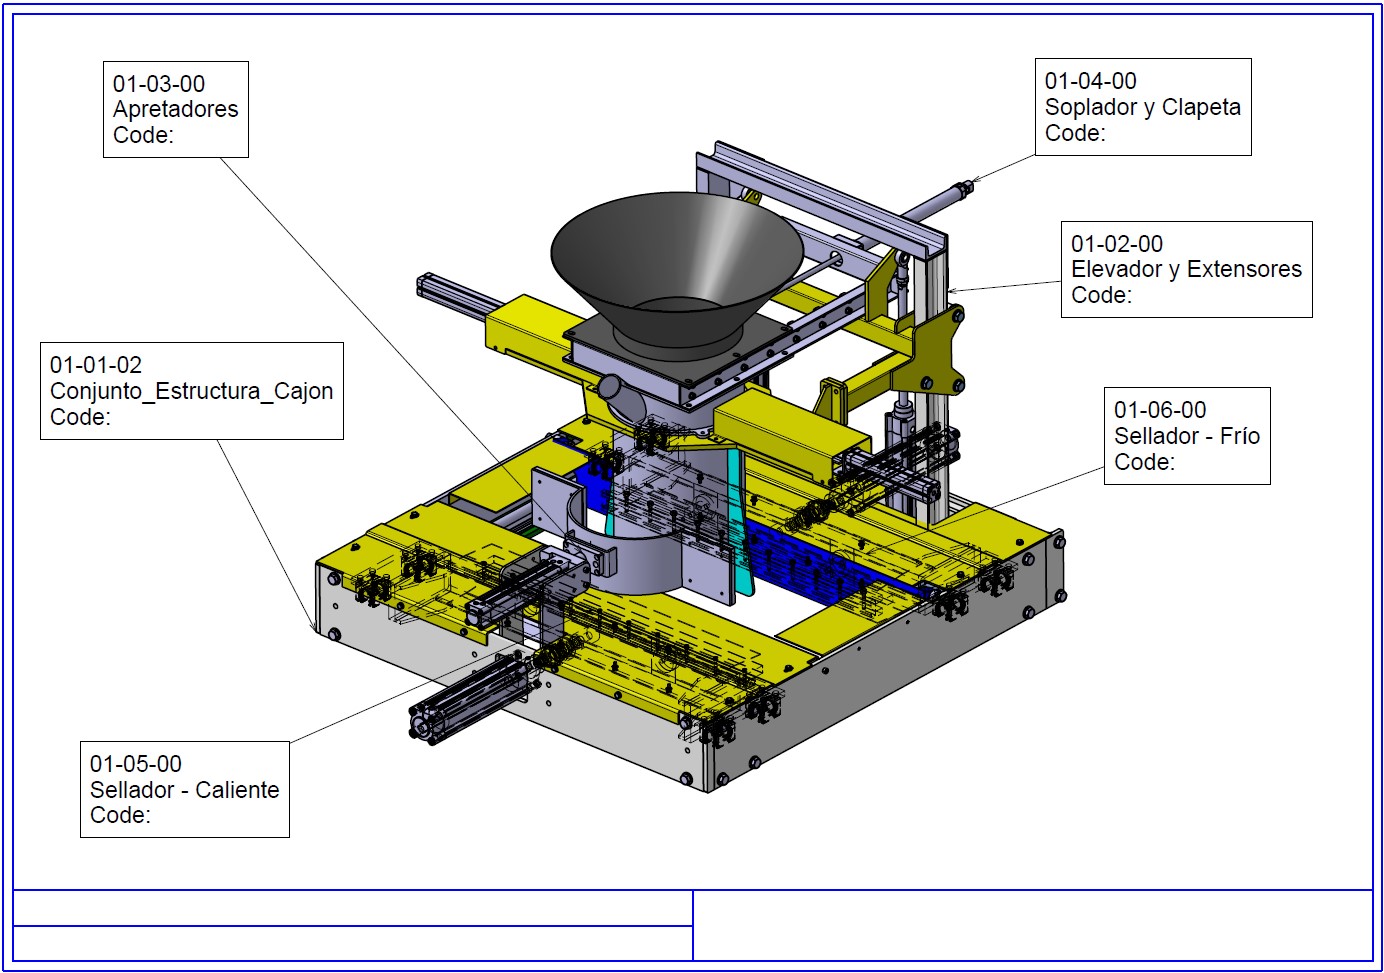 01-03-00
Apretadores
Code:
01-04-00
Soplador y Clapeta
Code:
01-02-00
Elevador y Extensores
Code:
01-01-02
Conjunto_Estructura_Cajon
Code:
01-06-00
Sellador - Frío
Code:
01-05-00
Sellador - Caliente
Code: